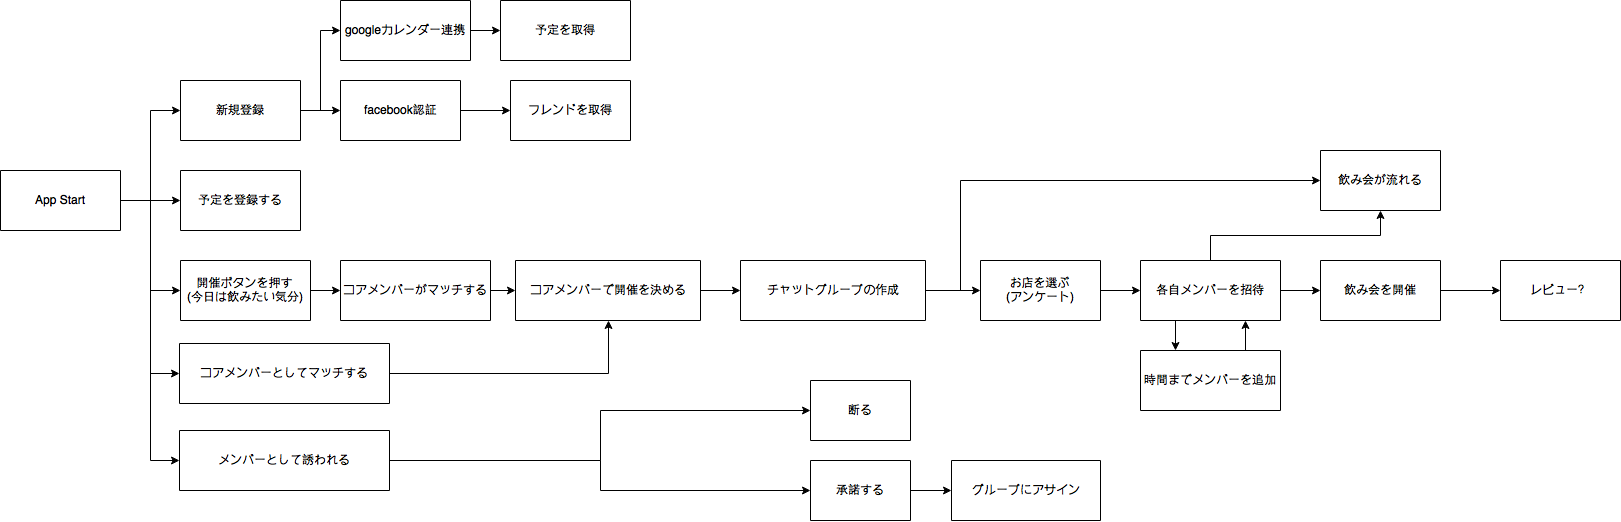 googleカレンダー連携
予定を取得
新規登録
facebook認証
フレンドを取得
App Start
予定を登録する
飲み会が流れる
開催ボタンを押す
(今日は飲みたい気分)
コアメンバーがマッチする
コアメンバーで開催を決める
チャットグループの作成
お店を選ぶ
(アンケート)
各自メンバーを招待
飲み会を開催
レビュー?
コアメンバーとしてマッチする
時間までメンバーを追加
断る
メンバーとして誘われる
承諾する
グループにアサイン